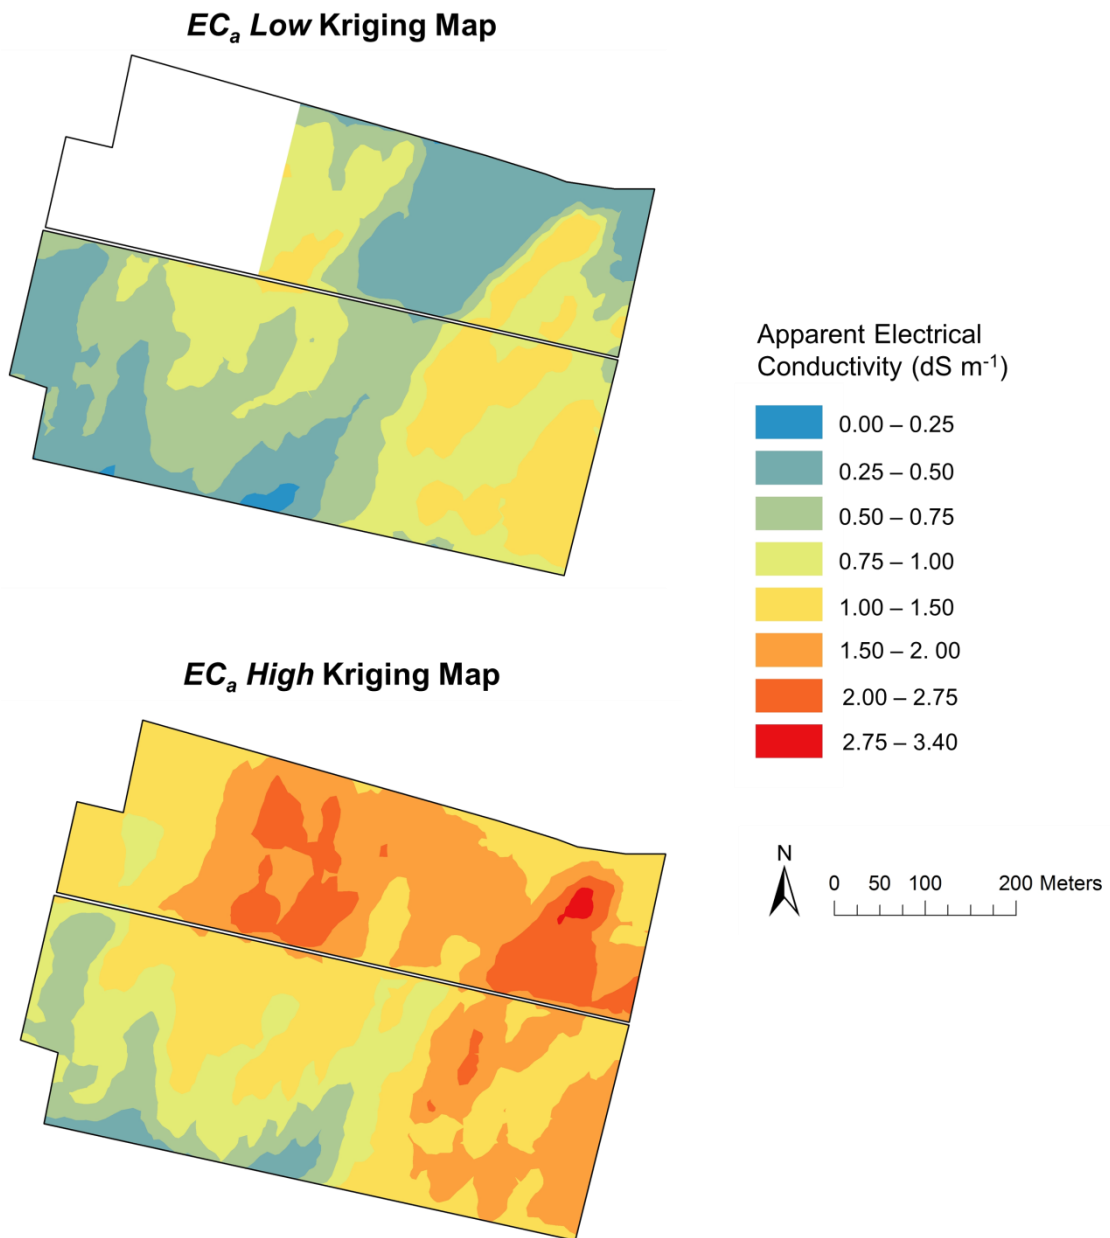 ECa Low Kriging Map
Apparent Electrical
Conductivity (dS m-1)
0.00 – 0.25
0.25 – 0.50
0.50 – 0.75
0.75 – 1.00
1.00 – 1.50
1.50 – 2. 00
2.00 – 2.75
2.75 – 3.40
ECa High Kriging Map
N
0 50 100 200 Meters